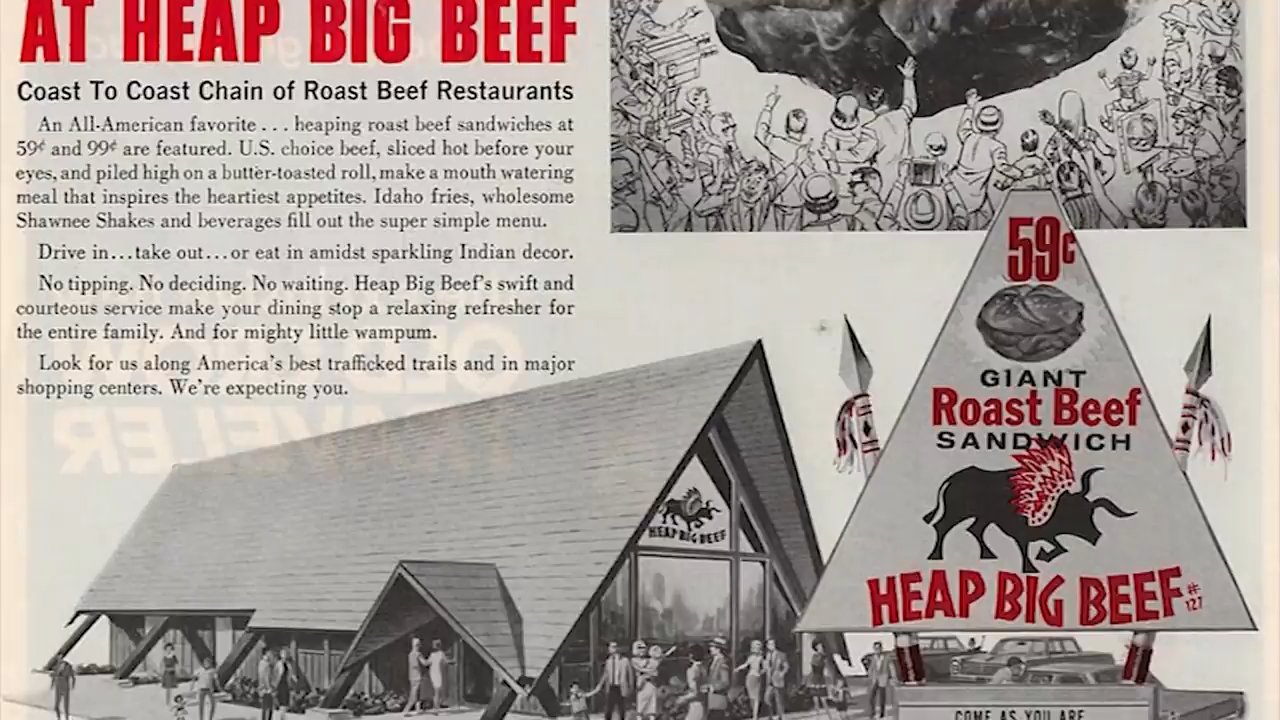 AT HEAP BIG BEEF
Coast To Coast Chain of Roast Beef Restaurants
An All-American favorite . . . heaping roast beef sandwiches at
59¢ and 99¢ are featured. U.S. choice beef, sliced hot before your
eyes, and piled high on a butter-toasted roll, make a mouth watering
meal that inspires the heartiest appetites. Idaho fries, wholesome
Shawnee Shakes and beverages fill out the super simple menu.
Drive in...take out...or eat in amidst sparkling Indian decor.
No tipping. No deciding. No waiting. Heap Big Beef's swift and
courteous service make your dining stop a relaxing refresher for
the entire family. And for mighty little wampum.
Look for us along America's best trafficked trails and in major
shopping centers. We're expecting you.
HEAP BIG BEEF
59¢
GIANT
Roast Beef
SANDWICH
HEAP BIG BEEF #127
COME AS YOU ARE